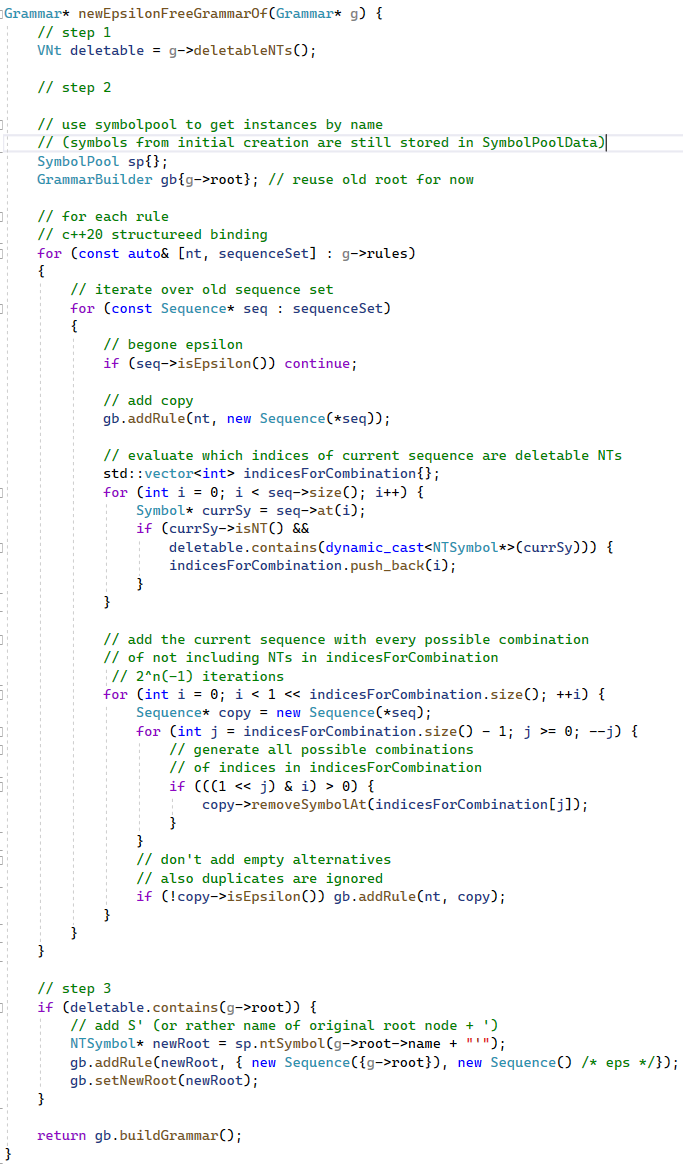 Grammar* newEpsilonFreeGrammarOf(Grammar* g) {
    // step 1
    VNt deletable = g->deletableNTs();

    // step 2

    // use symbolpool to get instances by name
    // (symbols from initial creation are still stored in SymbolPoolData)
    SymbolPool sp{};
    GrammarBuilder gb{g->root}; // reuse old root for now

    // for each rule
    // c++20 structureed binding
    for (const auto& [nt, sequenceSet] : g->rules)
    {
        // iterate over old sequence set
        for (const Sequence* seq : sequenceSet)
        {
            // begone epsilon
            if (seq->isEpsilon()) continue;

            // add copy
            gb.addRule(nt, new Sequence(*seq));

            // evaluate which indices of current sequence are deletable NTs
            std::vector<int> indicesForCombination{};
            for (int i = 0; i < seq->size(); i++) {
                Symbol* currSy = seq->at(i);
                if (currSy->isNT() &&
                    deletable.contains(dynamic_cast<NTSymbol*>(currSy))) {
                    indicesForCombination.push_back(i);
                }
            }

            // add the current sequence with every possible combination
            // of not including NTs in indicesForCombination
             // 2^n(-1) iterations
            for (int i = 0; i < 1 << indicesForCombination.size(); ++i) {
                Sequence* copy = new Sequence(*seq);
                for (int j = indicesForCombination.size() - 1; j >= 0; --j) {
                    // generate all possible combinations
                    // of indices in indicesForCombination
                    if (((1 << j) & i) > 0) {
                        copy->removeSymbolAt(indicesForCombination[j]);
                    }
                }
                // don't add empty alternatives
                // also duplicates are ignored
                if (!copy->isEpsilon()) gb.addRule(nt, copy);
            }
        }
    }

    // step 3
    if (deletable.contains(g->root)) {
        // add S' (or rather name of original root node + ')
        NTSymbol* newRoot = sp.ntSymbol(g->root->name + "'");
        gb.addRule(newRoot, { new Sequence({g->root}), new Sequence() /* eps */});
        gb.setNewRoot(newRoot);
    }

    return gb.buildGrammar();
}